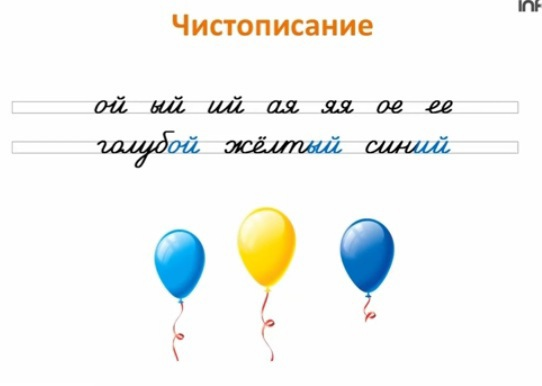 Чистописание
ой ый ий ая яя ое ее
голубой жёлтый синий